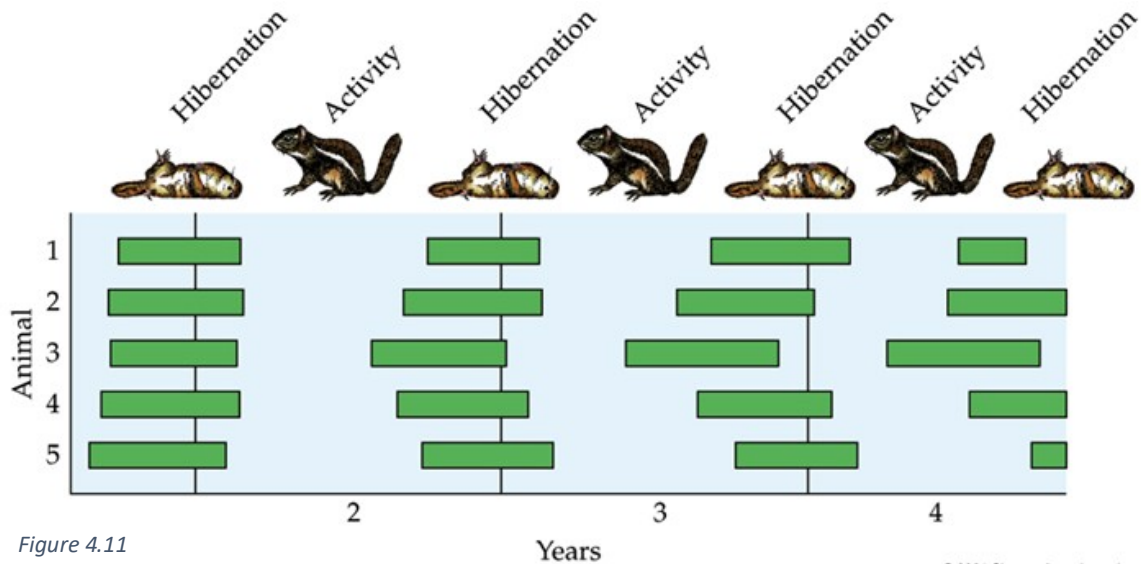 Hibernation
Activity
Hibernation
Activity
Hibernation
Activity
Hibernation
Animal
1
2
3
4
5
2
3
4
Years
Figure 4.11